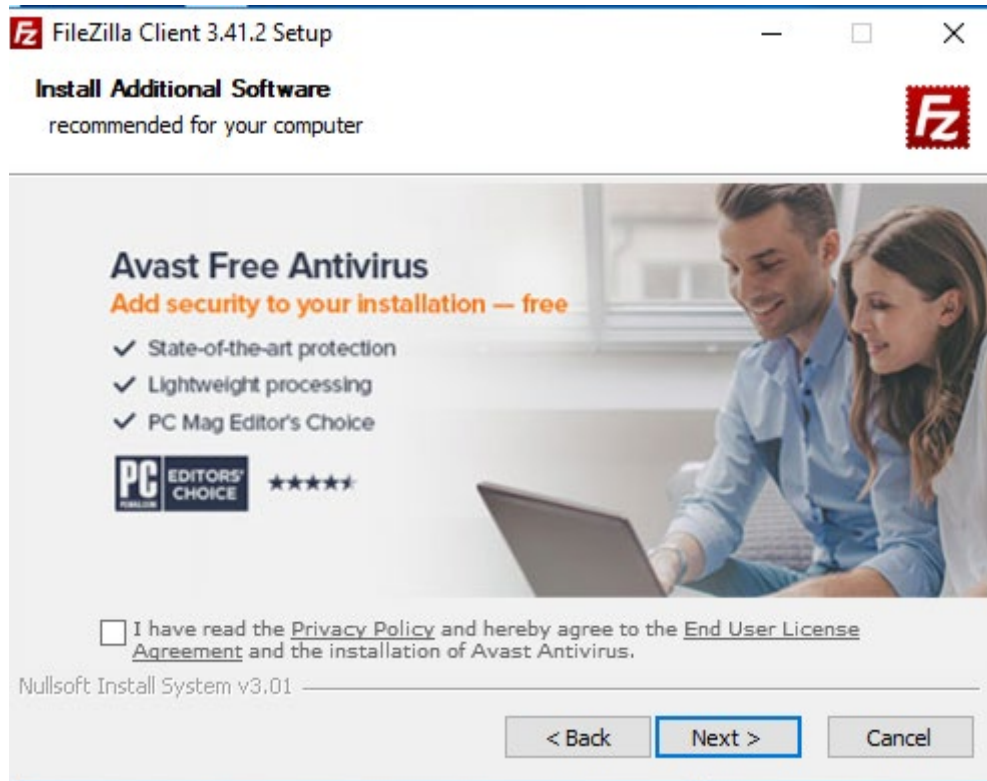 FileZilla Client 3.41.2 Setup
Install Additional Software
recommended for your computer
Avast Free Antivirus
Add security to your installation — free
✓ State-of-the-art protection
✓ Lightweight processing
✓ PC Mag Editor's Choice
PC EDITORS' CHOICE
I have read the Privacy Policy and hereby agree to the End User License
Agreement and the installation of Avast Antivirus.
Nullsoft Install System v3.01
< Back Next > Cancel